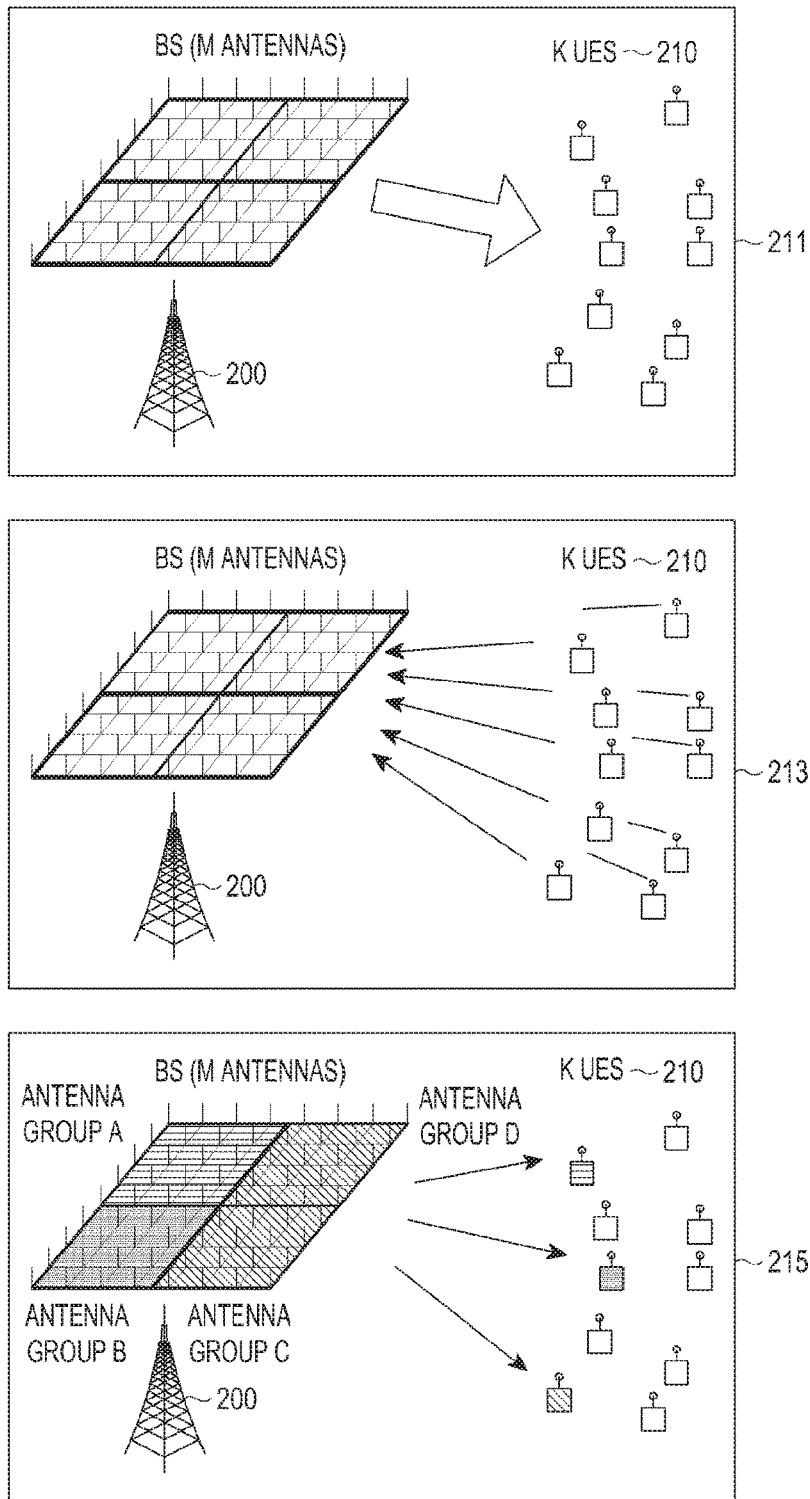 BS (M ANTENNAS)
K UES ~ 210
211
200
BS (M ANTENNAS)
K UES ~ 210
213
200
BS (M ANTENNAS)
K UES ~ 210
ANTENNA
GROUP A
ANTENNA
GROUP D
215
ANTENNA
GROUP B
ANTENNA
GROUP C
200